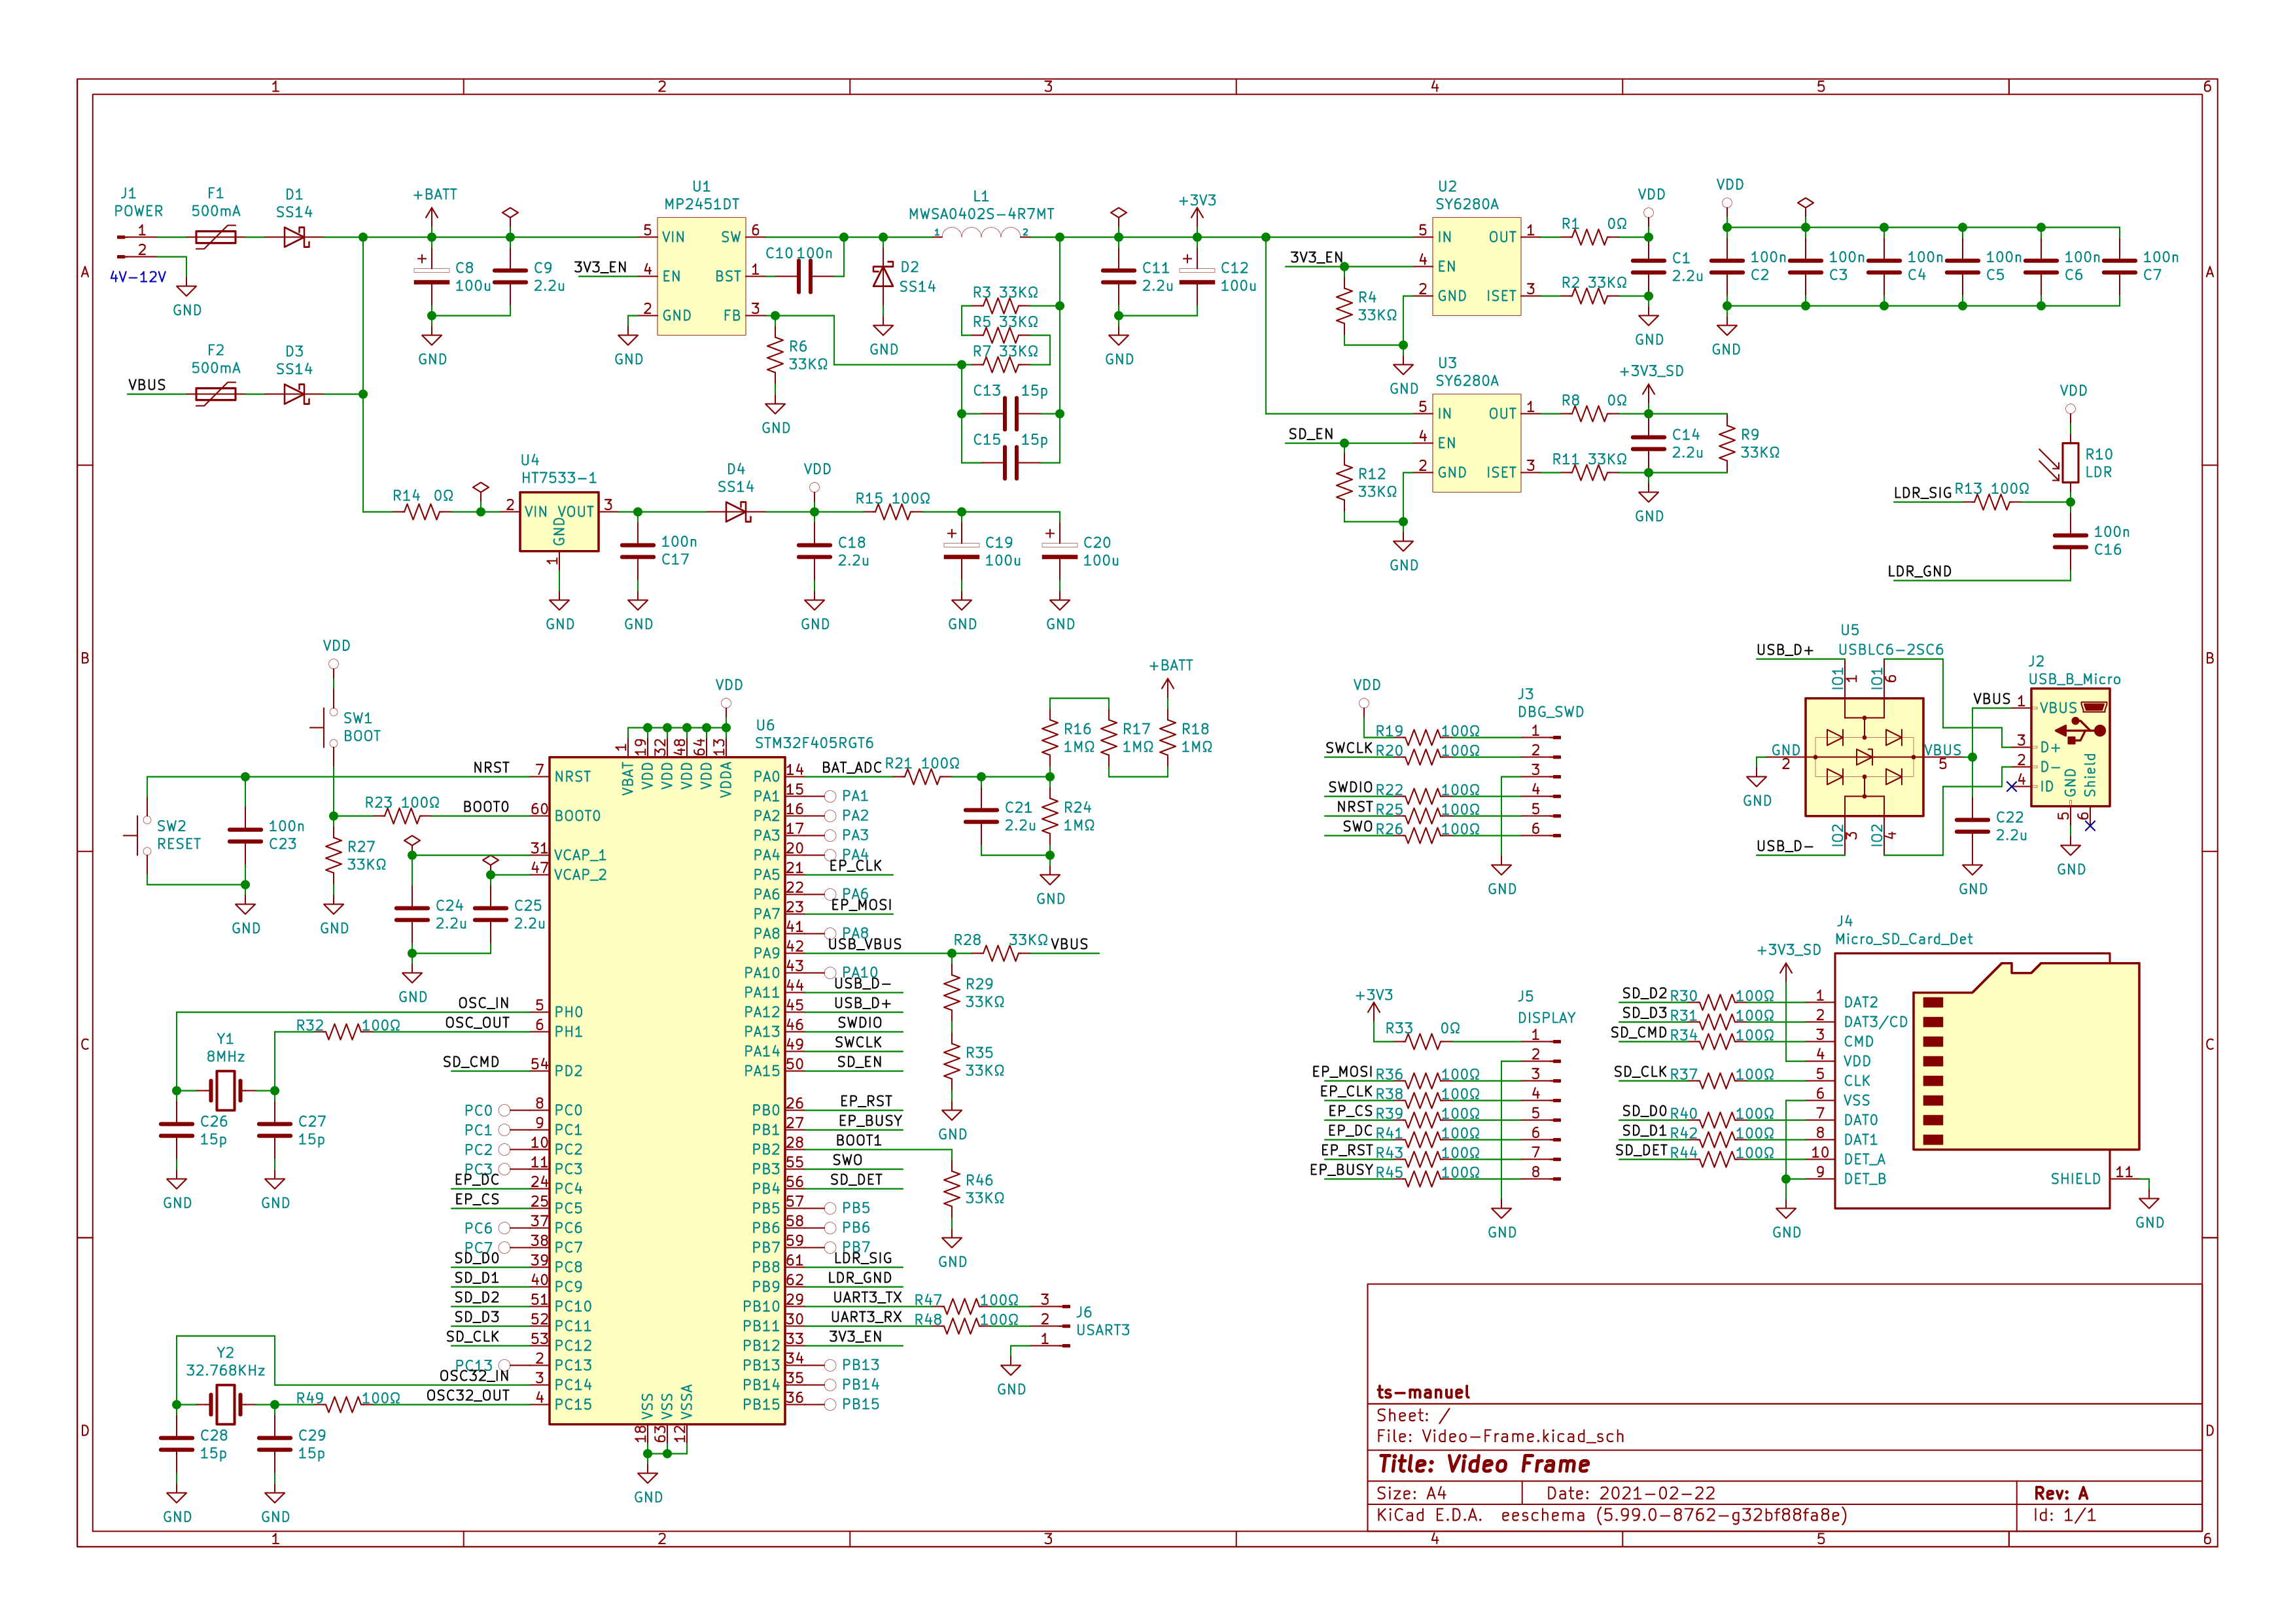 1 2 3 4 5 6
A
B
C
D
J1
POWER
1
2
4V-12V
GND
F1
500mA
D1
SS14
F2
500mA
D3
SS14
VBUS
+BATT
C8
100u
C9
2.2u
GND
U1
MP2451DT
5 VIN SW 6
4 EN BST 1
2 GND FB 3
3V3_EN
GND
C10 100n
R6
33KΩ
GND
D2
SS14
GND
L1
MWSA0402S-4R7MT
1 2
R3 33KΩ
R5 33KΩ
R7 33KΩ
C13 15p
C15 15p
C11
2.2u
+3V3
C12
100u
GND
U2
SY6280A
5 IN OUT 1
4 EN
2 GND ISET 3
3V3_EN
R4
33KΩ
GND
R1 0Ω
R2 33KΩ
VDD
C1
2.2u
GND
VDD
100n
C2
100n
C3
100n
C4
100n
C5
100n
C6
100n
C7
GND
U3
SY6280A
5 IN OUT 1
4 EN
2 GND ISET 3
SD_EN
R12
33KΩ
GND
R8 0Ω
R11 33KΩ
+3V3_SD
C14
2.2u
R9
33KΩ
GND
VDD
R10
LDR
LDR_SIG R13 100Ω
100n
C16
LDR_GND
R14 0Ω
U4
HT7533-1
2 VIN VOUT 3
GND
1
GND
100n
C17
GND
D4
SS14
VDD
C18
2.2u
GND
R15 100Ω
C19
100u
GND
C20
100u
GND
VDD
SW1
BOOT
SW2
RESET
100n
C23
GND
R23 100Ω
R27
33KΩ
GND
NRST
BOOT0
C24
2.2u
C25
2.2u
GND
OSC_IN
OSC_OUT
R32 100Ω
Y1
8MHz
C26
15p
GND
C27
15p
GND
SD_CMD
PC0
PC1
PC2
PC3
EP_DC
EP_CS
PC6
PC7
SD_D0
SD_D1
SD_D2
SD_D3
SD_CLK
PC13
OSC32_IN
OSC32_OUT
Y2
32.768KHz
R49 100Ω
C28
15p
GND
C29
15p
GND
VDD
U6
STM32F405RGT6
1 VBAT
19 VDD
32 VDD
48 VDD
64 VDD
13 VDDA
7 NRST
60 BOOT0
31 VCAP_1
47 VCAP_2
5 PH0
6 PH1
54 PD2
8 PC0
9 PC1
10 PC2
11 PC3
24 PC4
25 PC5
37 PC6
38 PC7
39 PC8
40 PC9
51 PC10
52 PC11
53 PC12
2 PC13
3 PC14
4 PC15
18 VSS
63 VSS
12 VSSA
GND
PA0 14 BAT_ADC
PA1 15 PA1
PA2 16 PA2
PA3 17 PA3
PA4 20 PA4
PA5 21 EP_CLK
PA6 22 PA6
PA7 23 EP_MOSI
PA8 41 PA8
PA9 42 USB_VBUS
PA10 43 PA10
PA11 44 USB_D-
PA12 45 USB_D+
PA13 46 SWDIO
PA14 49 SWCLK
PA15 50 SD_EN
PB0 26 EP_RST
PB1 27 EP_BUSY
PB2 28 BOOT1
PB3 55 SWO
PB4 56 SD_DET
PB5 57 PB5
PB6 58 PB6
PB7 59 PB7
PB8 61 LDR_SIG
PB9 62 LDR_GND
PB10 29 UART3_TX
PB11 30 UART3_RX
PB12 33 3V3_EN
PB13 34 PB13
PB14 35 PB14
PB15 36 PB15
R21 100Ω
C21
2.2u
R16
1MΩ
R17
1MΩ
+BATT
R18
1MΩ
R24
1MΩ
GND
R28 33KΩ VBUS
R29
33KΩ
R35
33KΩ
GND
R46
33KΩ
GND
R47 100Ω 3
R48 100Ω 2
1
J6
USART3
GND
VDD
J3
DBG_SWD
R19 100Ω 1
SWCLK R20 100Ω 2
3
SWDIO R22 100Ω 4
NRST R25 100Ω 5
SWO R26 100Ω 6
GND
+3V3
J5
DISPLAY
R33 0Ω 1
2
EP_MOSI R36 100Ω 3
EP_CLK R38 100Ω 4
EP_CS R39 100Ω 5
EP_DC R41 100Ω 6
EP_RST R43 100Ω 7
EP_BUSY R45 100Ω 8
GND
U5
USBLC6-2SC6
USB_D+
IO1 1
IO1 6
GND
2
VBUS
5
IO2 3
IO2 4
USB_D-
GND
J2
USB_B_Micro
VBUS
1 VBUS
3 D+
2 D-
4 ID
GND
5
Shield
6
C22
2.2u
GND
GND
J4
Micro_SD_Card_Det
+3V3_SD
SD_D2 R30 100Ω 1 DAT2
SD_D3 R31 100Ω 2 DAT3/CD
SD_CMD R34 100Ω 3 CMD
4 VDD
SD_CLK R37 100Ω 5 CLK
6 VSS
SD_D0 R40 100Ω 7 DAT0
SD_D1 R42 100Ω 8 DAT1
SD_DET R44 100Ω 10 DET_A
9 DET_B
SHIELD 11
GND
GND
ts-manuel
Sheet: /
File: Video-Frame.kicad_sch
Title: Video Frame
Size: A4 Date: 2021-02-22 Rev: A
KiCad E.D.A. eeschema (5.99.0-8762-g32bf88fa8e) Id: 1/1
A
B
C
D
1 2 3 4 5 6